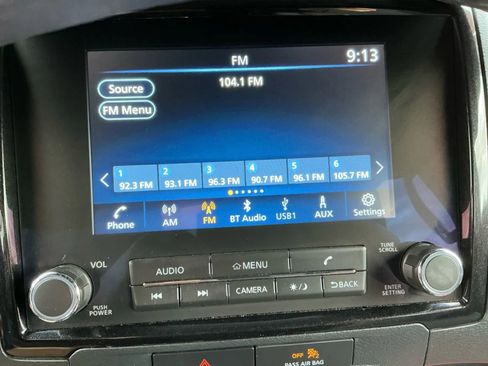 FM
9:13
Source
104.1 FM
FM Menu
1 2 3 4 5 6
92.3 FM 93.1 FM 96.3 FM 90.7 FM 96.1 FM 105.7 FM
Phone AM FM BT Audio USB1 AUX Settings
VOL
AUDIO
MENU
TUNE
SCROLL
PUSH
POWER
CAMERA
BACK
ENTER
SETTING
OFF
PASS AIR BAG